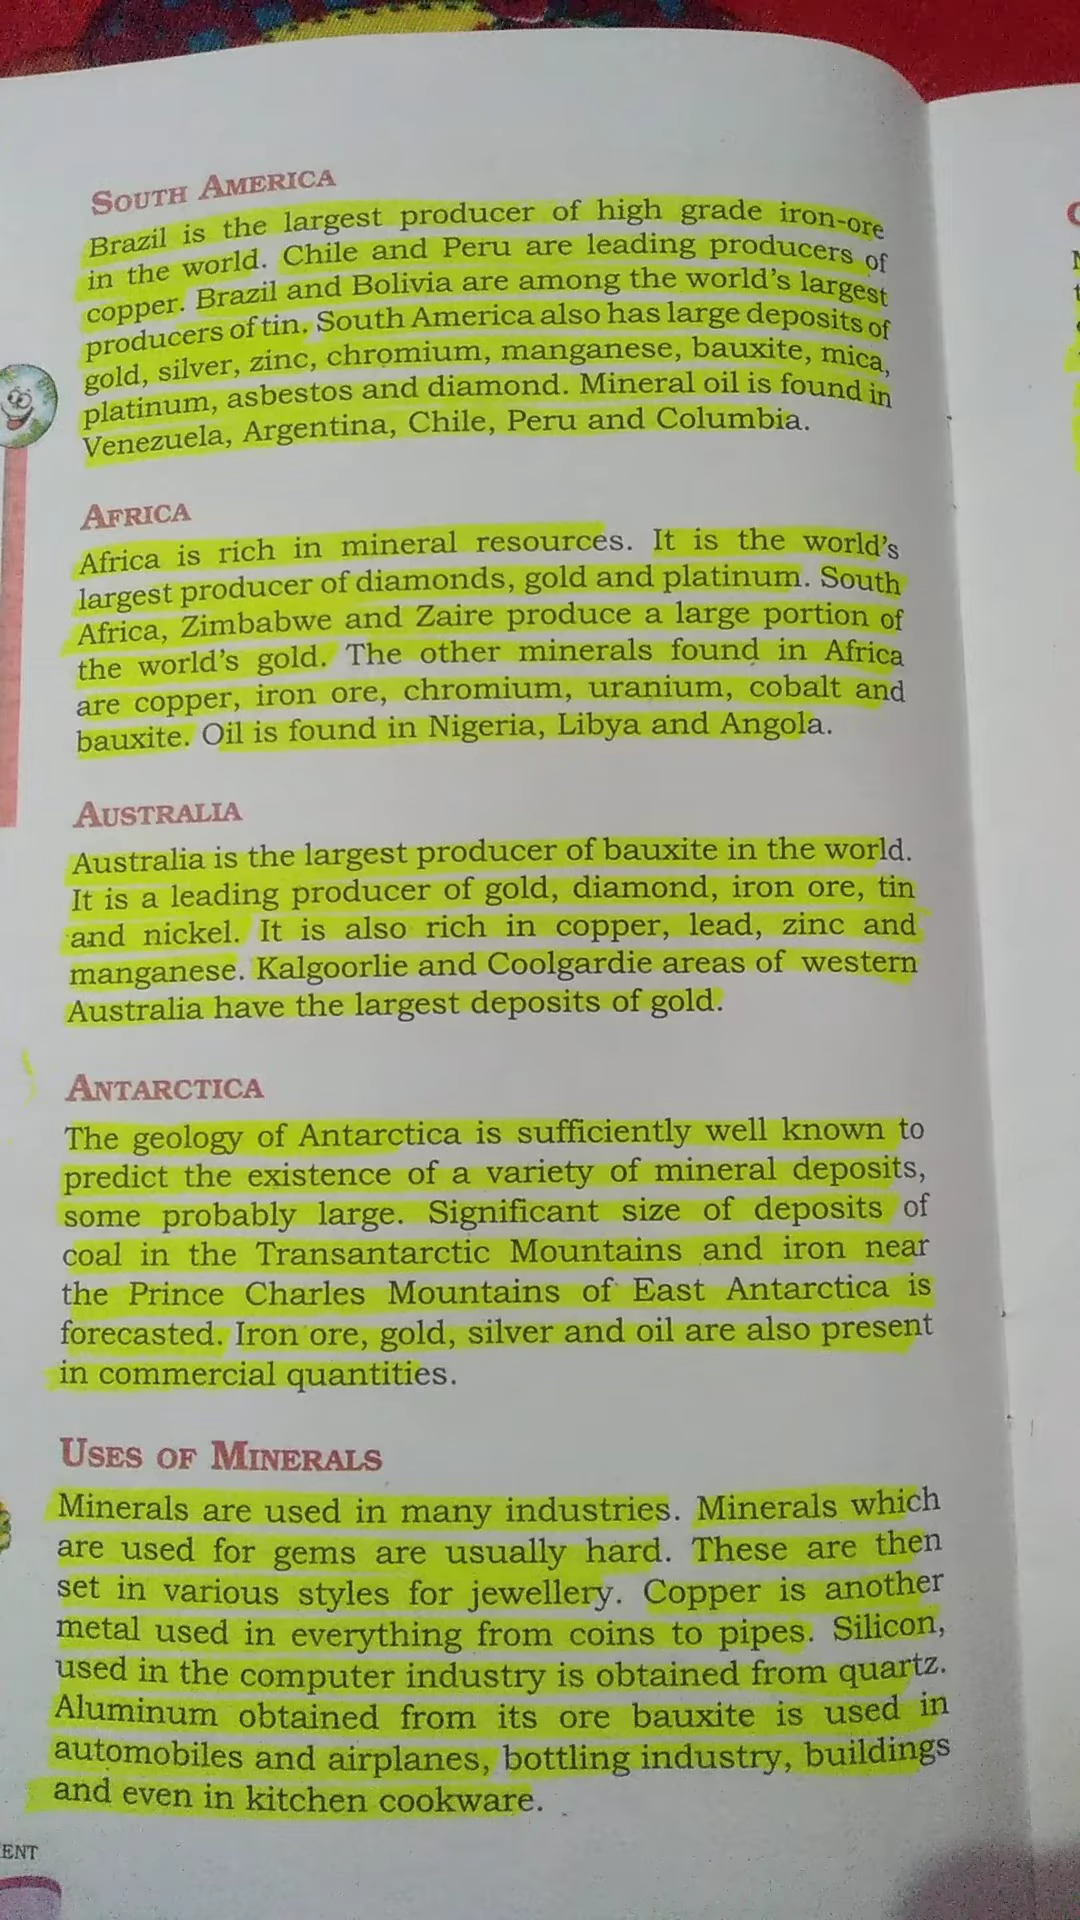 SOUTH AMERICA
Brazil is the largest producer of high grade iron-ore
in the world. Chile and Peru are leading producers of
copper. Brazil and Bolivia are among the world's largest
producers of tin. South America also has large deposits of
gold, silver, zinc, chromium, manganese, bauxite, mica,
platinum, asbestos and diamond. Mineral oil is found in
Venezuela, Argentina, Chile, Peru and Columbia.
AFRICA
Africa is rich in mineral resources. It is the world's
largest producer of diamonds, gold and platinum. South
Africa, Zimbabwe and Zaire produce a large portion of
the world's gold. The other minerals found in Africa
are copper, iron ore, chromium, uranium, cobalt and
bauxite. Oil is found in Nigeria, Libya and Angola.
AUSTRALIA
Australia is the largest producer of bauxite in the world.
It is a leading producer of gold, diamond, iron ore, tin
and nickel. It is also rich in copper, lead, zinc and
manganese. Kalgoorlie and Coolgardie areas of western
Australia have the largest deposits of gold.
ANTARCTICA
The geology of Antarctica is sufficiently well known to
predict the existence of a variety of mineral deposits,
some probably large. Significant size of deposits of
coal in the Transantarctic Mountains and iron near
the Prince Charles Mountains of East Antarctica is
forecasted. Iron ore, gold, silver and oil are also present
in commercial quantities.
USES OF MINERALS
Minerals are used in many industries. Minerals which
are used for gems are usually hard. These are then
set in various styles for jewellery. Copper is another
metal used in everything from coins to pipes. Silicon,
used in the computer industry is obtained from quartz.
Aluminum obtained from its ore bauxite is used in
automobiles and airplanes, bottling industry, buildings
and even in kitchen cookware.
ENT